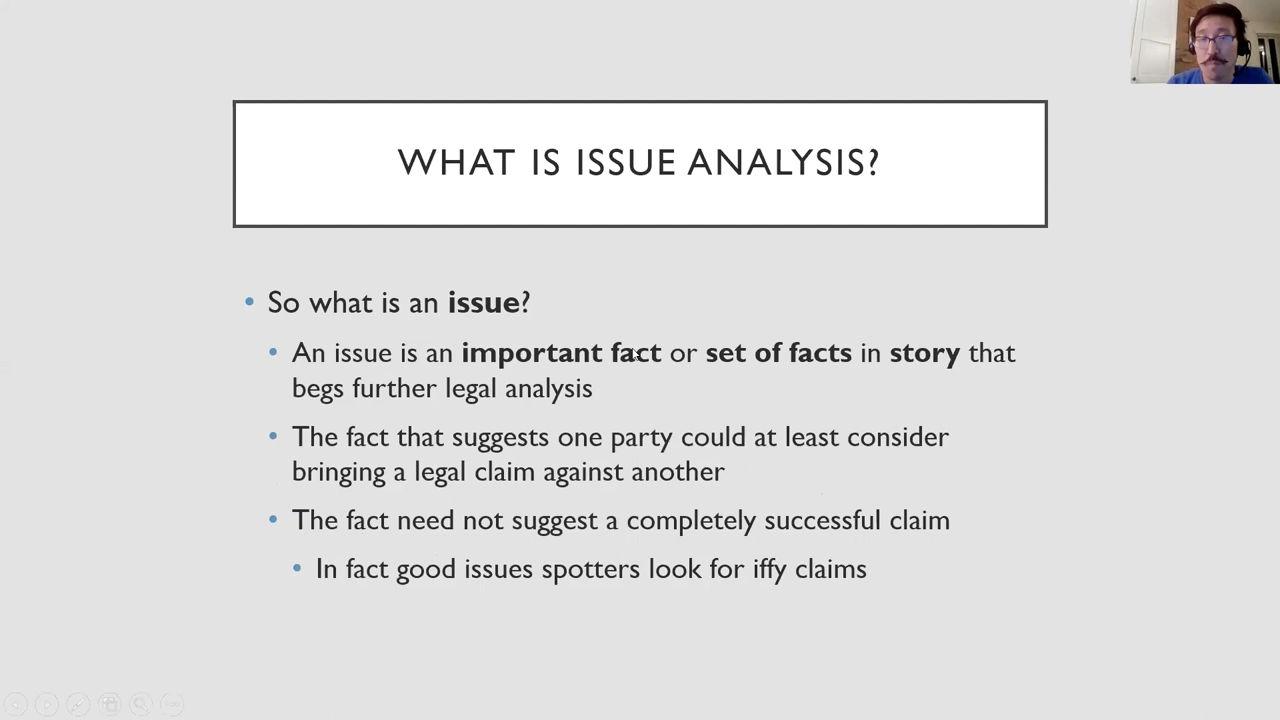 WHAT IS ISSUE ANALYSIS?
• So what is an issue?
• An issue is an important fact or set of facts in story that
begs further legal analysis
• The fact that suggests one party could at least consider
bringing a legal claim against another
• The fact need not suggest a completely successful claim
• In fact good issues spotters look for iffy claims